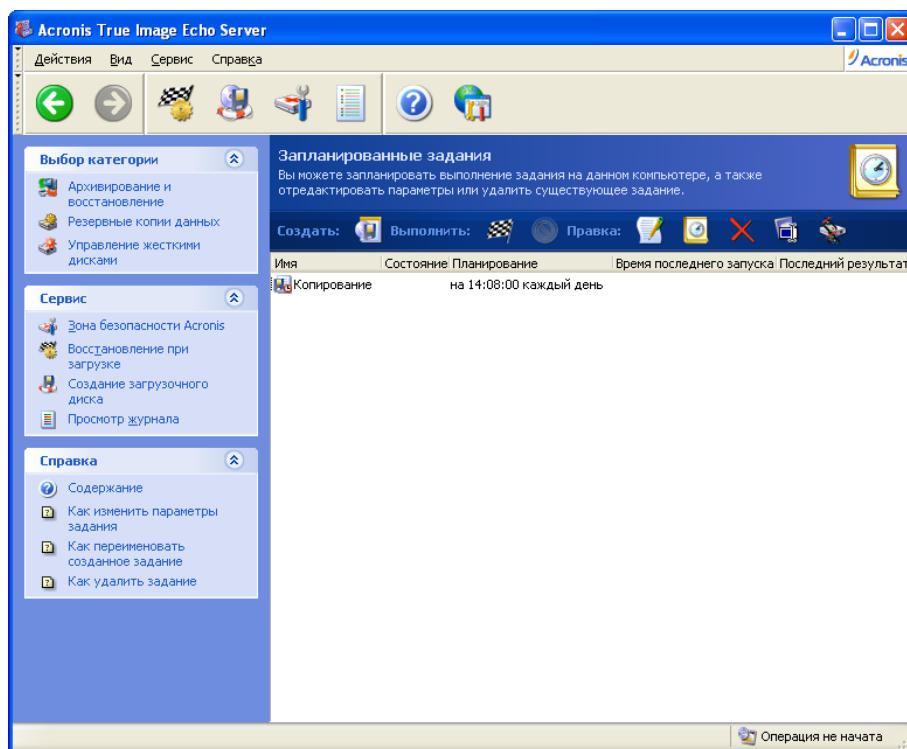 Acronis True Image Echo Server
Действия Вид Сервис Справка
Acronis
Выбор категории
Архивирование и
восстановление
Резервные копии данных
Управление жесткими
дисками
Сервис
Зона безопасности Acronis
Восстановление при
загрузке
Создание загрузочного
диска
Просмотр журнала
Справка
Содержание
Как изменить параметры
задания
Как переименовать
созданное задание
Как удалить задание
Запланированные задания
Вы можете запланировать выполнение задания на данном компьютере, а также
отредактировать параметры или удалить существующее задание.
Создать: Выполнить: Правка:
Имя Состояние Планирование Время последнего запуска Последний результат
Копирование на 14:08:00 каждый день
Операция не начата